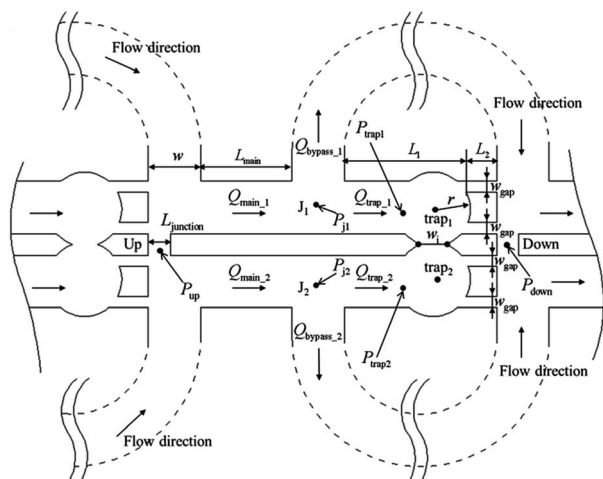 Flow direction
Flow direction
P_trap1
Q_bypass_1
w
L_main
L_1
L_2
w_gap
Q_main_1
J_1
Q_trap_1
r
L_junction
P_j1
trap_1
w_gap
Up
w_i
Down
Q_main_2
P_j2
trap_2
w_gap
P_up
J_2
Q_trap_2
P_down
w_gap
Q_bypass_2
P_trap2
Flow direction
Flow direction